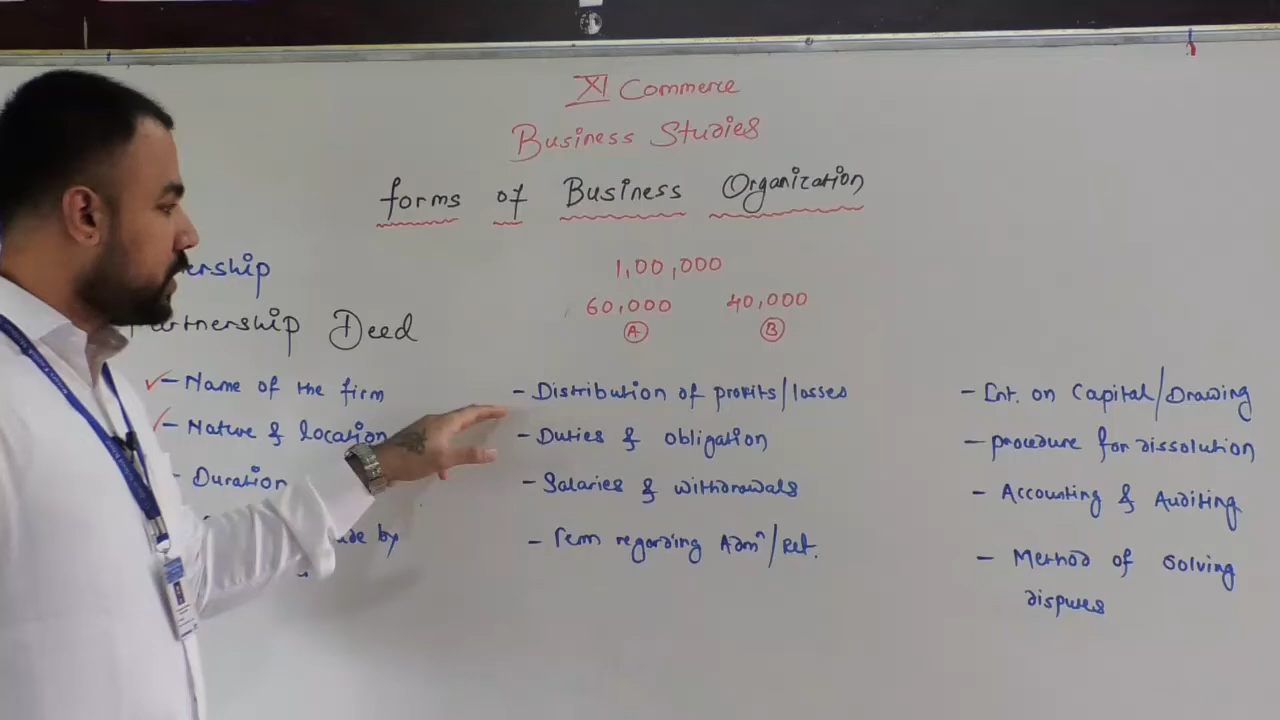 XI Commerce
Business Studies
forms of Business Organization
ership
1,00,000
60,000 40,000
A B
Partnership Deed
- Name of the firm
- Nature & location
- Duration
by
- Distribution of profits/losses
- Duties & obligation
- Salaries & withdrawals
- Term regarding Admn/Ret.
- Int. on Capital/Drawing
- procedure for dissolution
- Accounting & Auditing
- Method of Solving
disputes